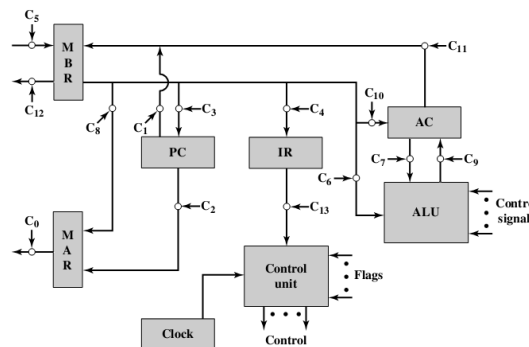 C5
M B R
C11
C12
C8
C1
C3
C4
C10
AC
PC
IR
C7
C9
C6
C2
C13
ALU
Contro
signal
C0
M A R
Control
unit
Flags
Clock
Control